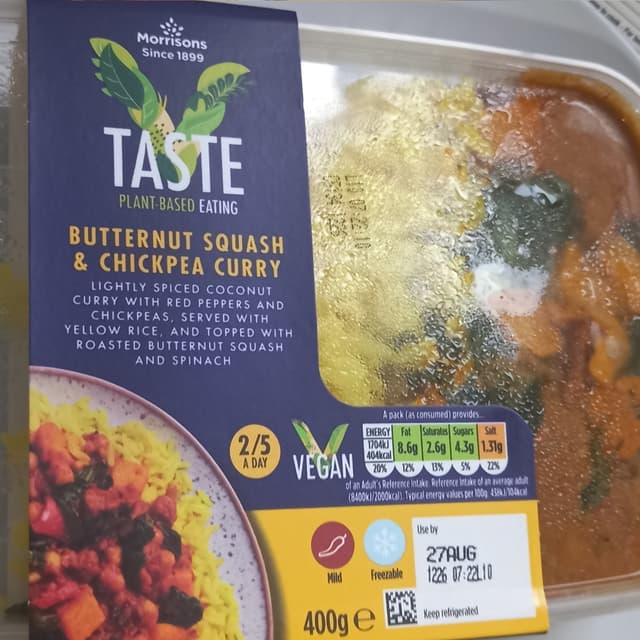 Morrisons
Since 1899
TASTE
PLANT-BASED EATING
BUTTERNUT SQUASH
& CHICKPEA CURRY
LIGHTLY SPICED COCONUT
CURRY WITH RED PEPPERS AND
CHICKPEAS, SERVED WITH
YELLOW RICE, AND TOPPED WITH
ROASTED BUTTERNUT SQUASH
AND SPINACH
2/5
A DAY
VEGAN
A pack (as consumed) provides...
ENERGY Fat Saturates Sugars Salt
1704kJ
404kcal 8.6g 2.6g 4.3g 1.31g
20% 12% 13% 5% 22%
of an Adult's Reference Intake. Reference Intake of an average adult
(8400kJ/2000kcal). Typical energy values per 100g: 438kJ/104kcal
Mild
Freezable
Use by
27AUG
1226 07:22L10
Keep refrigerated
400g e